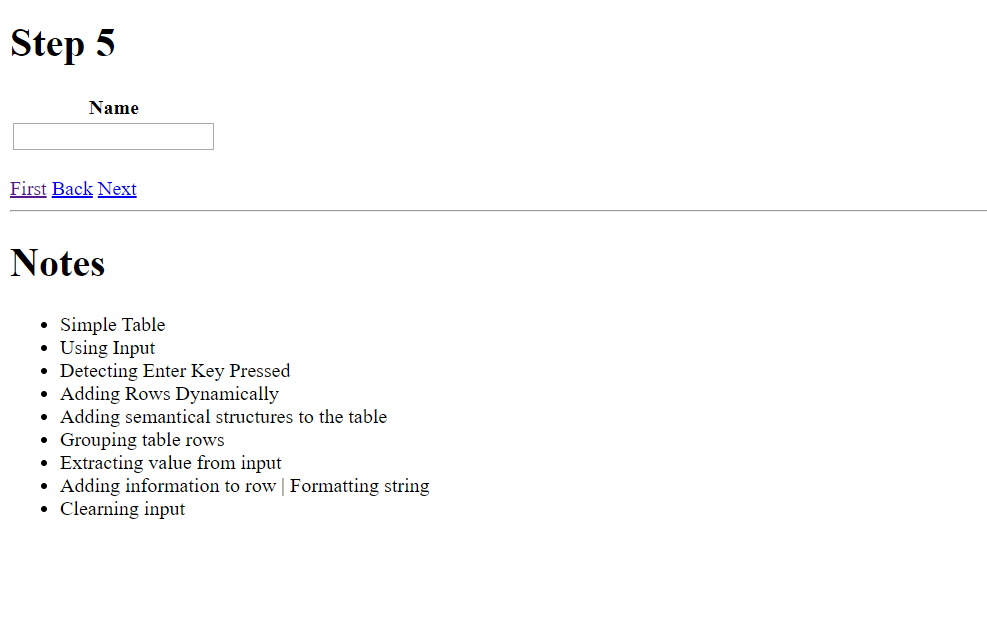 Step 5
Name
First Back Next
Notes
Simple Table
Using Input
Detecting Enter Key Pressed
Adding Rows Dynamically
Adding semantical structures to the table
Grouping table rows
Extracting value from input
Adding information to row | Formatting string
Clearning input